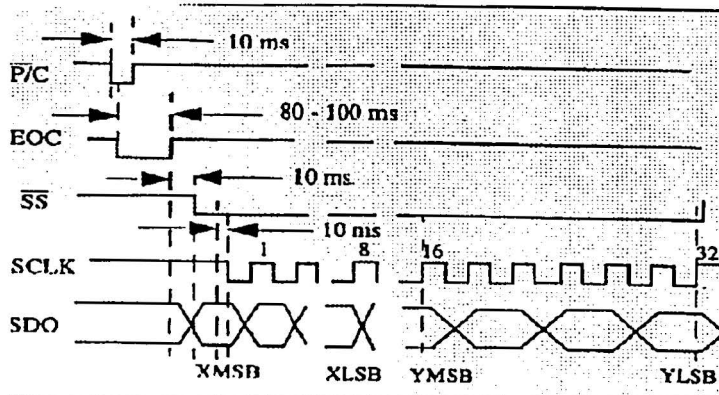 10 ms
P/C
80 - 100 ms
EOC
10 ms.
SS
10 ms
1 8 16 32
SCLK
SDO
XMSB XLSB YMSB YLSB